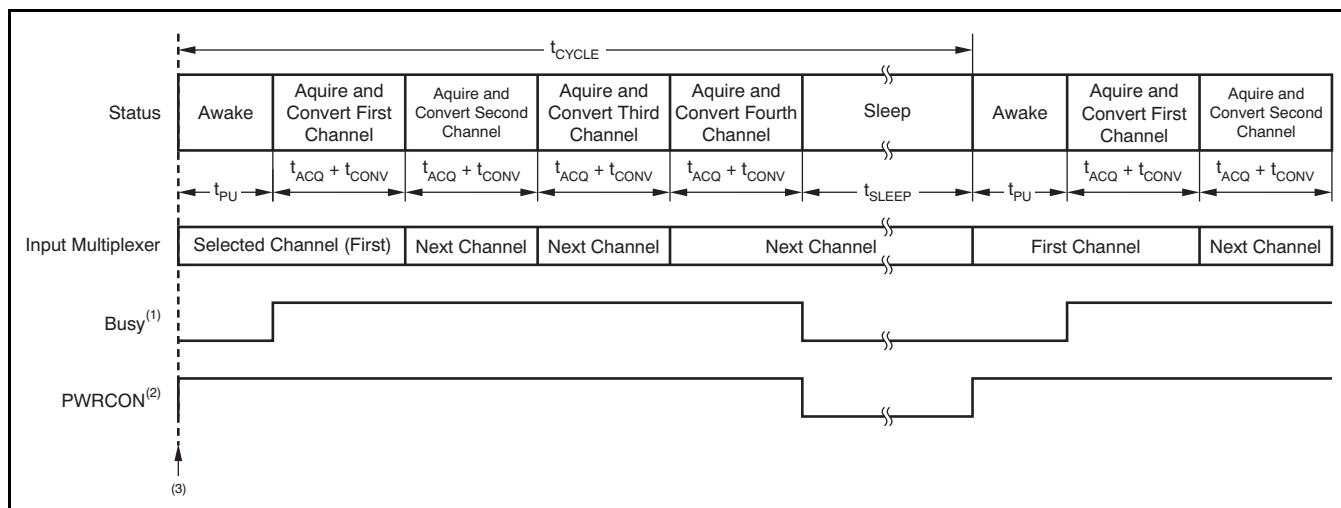 tCYCLE
Status
Awake
Aquire and
Convert First
Channel
Aquire and
Convert Second
Channel
Aquire and
Convert Third
Channel
Aquire and
Convert Fourth
Channel
Sleep
Awake
Aquire and
Convert First
Channel
Aquire and
Convert Second
Channel
tPU
tACQ + tCONV
tACQ + tCONV
tACQ + tCONV
tACQ + tCONV
tSLEEP
tPU
tACQ + tCONV
tACQ + tCONV
Input Multiplexer
Selected Channel (First)
Next Channel
Next Channel
Next Channel
First Channel
Next Channel
Busy(1)
PWRCON(2)
(3)